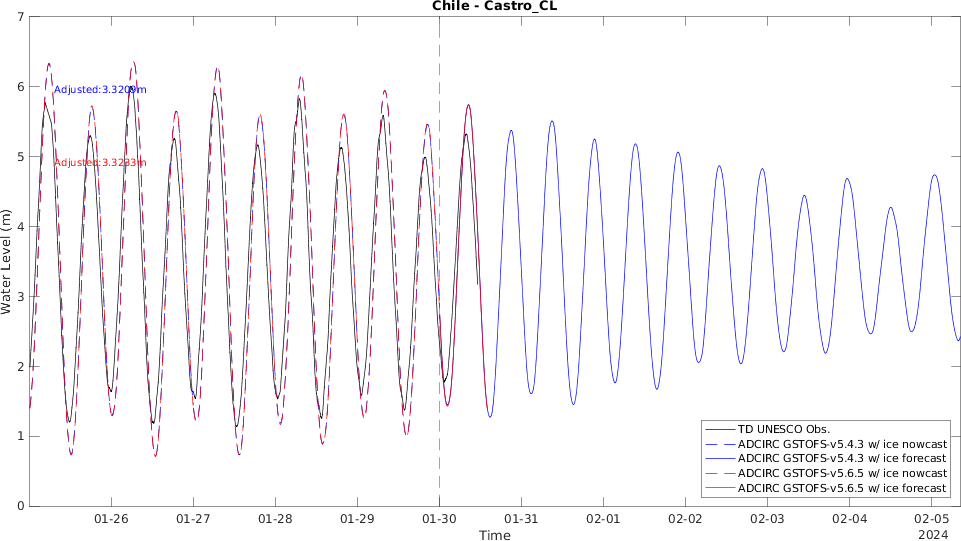 Chile - Castro_CL
7
6
5
4
3
2
1
0
Water Level (m)
Adjusted:3.3209m
Adjusted:3.3233m
TD UNESCO Obs.
ADCIRC GSTOFS-v5.4.3 w/ ice nowcast
ADCIRC GSTOFS-v5.4.3 w/ ice forecast
ADCIRC GSTOFS-v5.6.5 w/ ice nowcast
ADCIRC GSTOFS-v5.6.5 w/ ice forecast
01-26 01-27 01-28 01-29 01-30 01-31 02-01 02-02 02-03 02-04 02-05
Time
2024